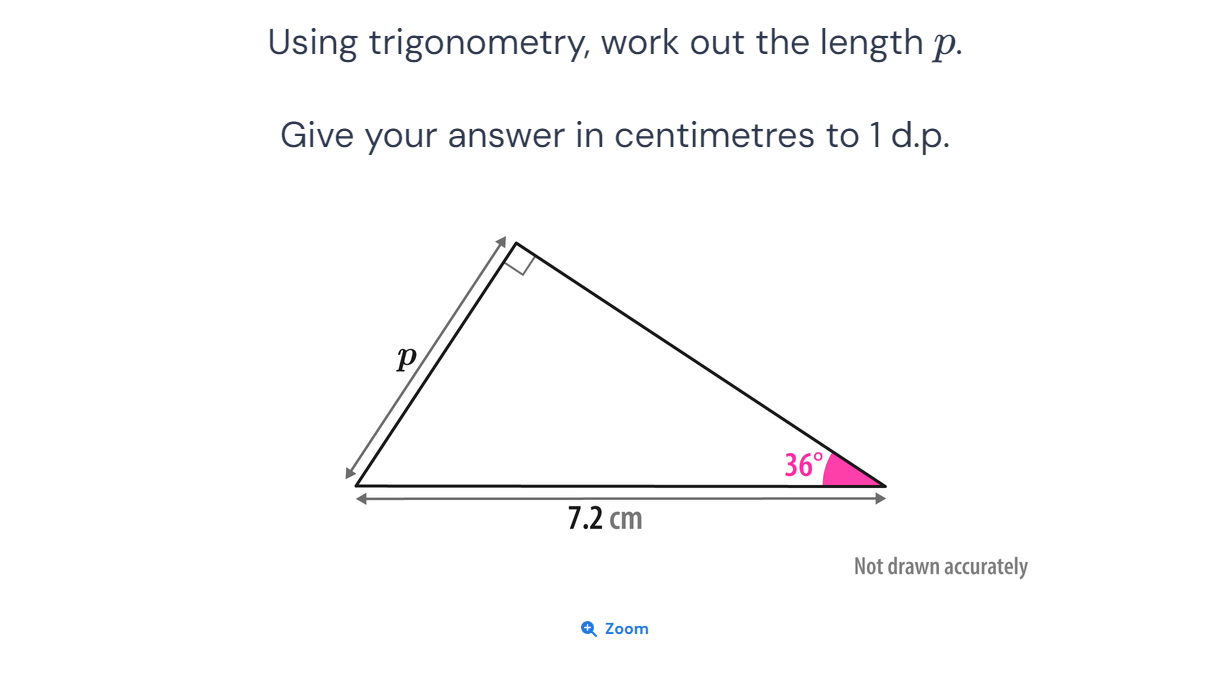 Using trigonometry, work out the length p.
Give your answer in centimetres to 1 d.p.
p
36°
7.2 cm
Not drawn accurately
Zoom